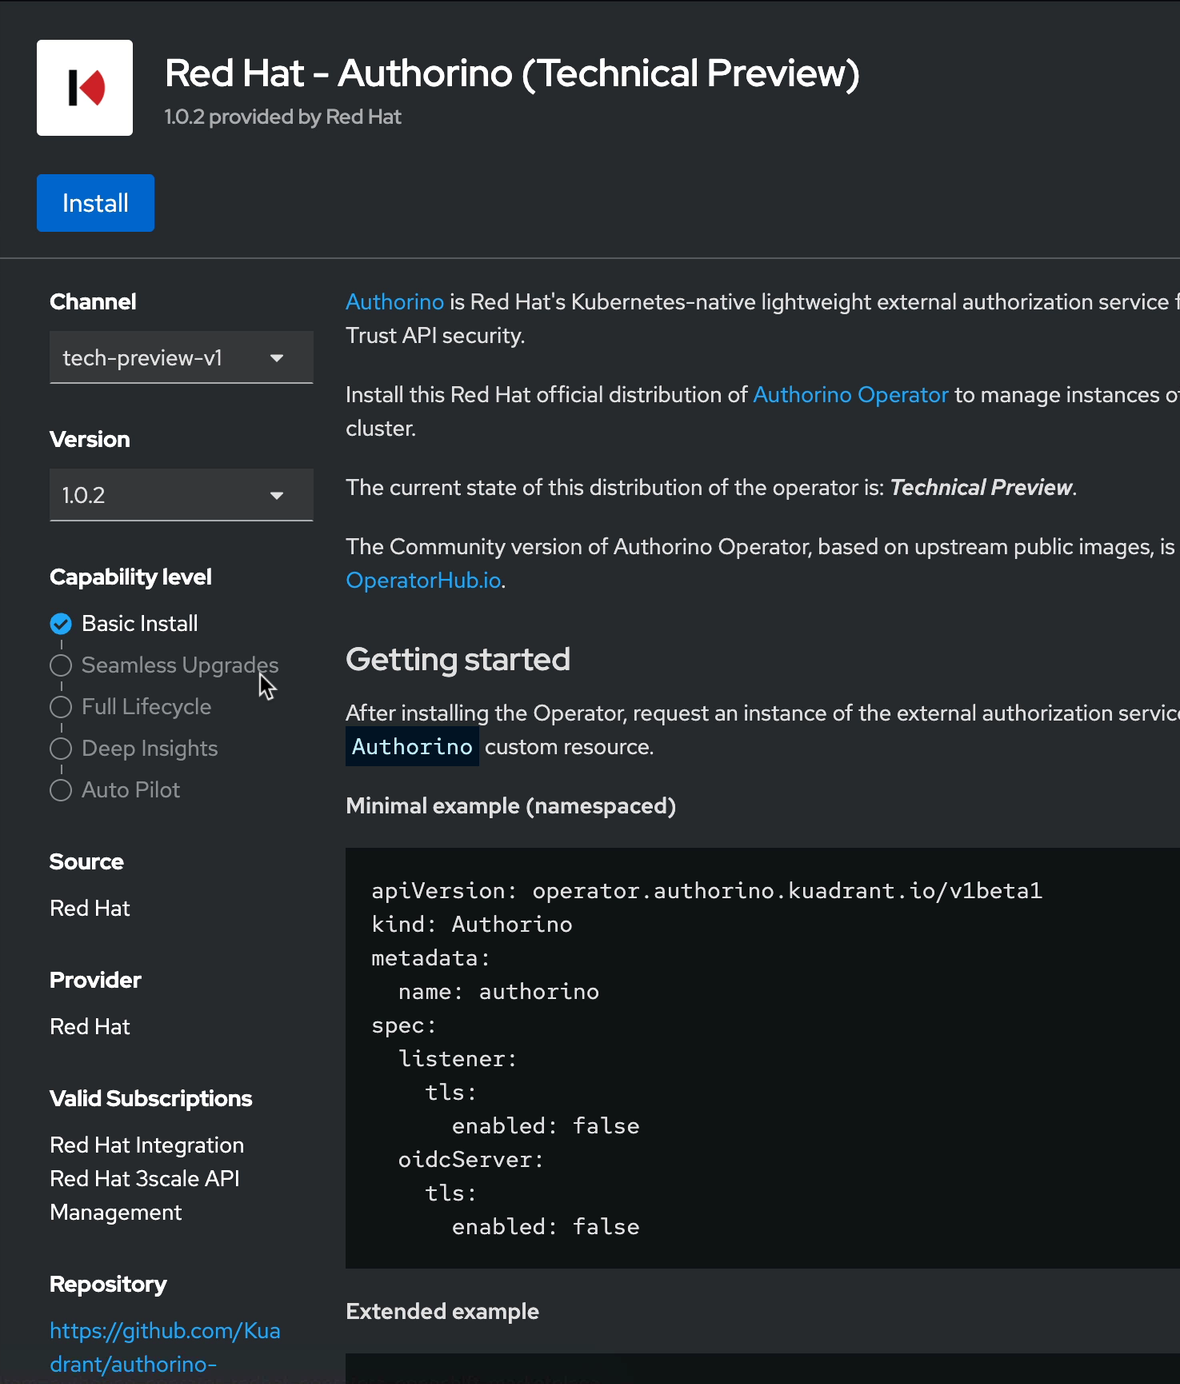 Red Hat - Authorino (Technical Preview)
1.0.2 provided by Red Hat
Install
Channel
tech-preview-v1
Version
1.0.2
Capability level
Basic Install
Seamless Upgrades
Full Lifecycle
Deep Insights
Auto Pilot
Source
Red Hat
Provider
Red Hat
Valid Subscriptions
Red Hat Integration
Red Hat 3scale API
Management
Repository
https://github.com/Kua
drant/authorino-
Authorino is Red Hat's Kubernetes-native lightweight external authorization service
Trust API security.
Install this Red Hat official distribution of Authorino Operator to manage instances
cluster.
The current state of this distribution of the operator is: Technical Preview.
The Community version of Authorino Operator, based on upstream public images, is
OperatorHub.io.
Getting started
After installing the Operator, request an instance of the external authorization
Authorino custom resource.
Minimal example (namespaced)
apiVersion: operator.authorino.kuadrant.io/v1beta1
kind: Authorino
metadata:
  name: authorino
spec:
  listener:
    tls:
      enabled: false
  oidcServer:
    tls:
      enabled: false
Extended example